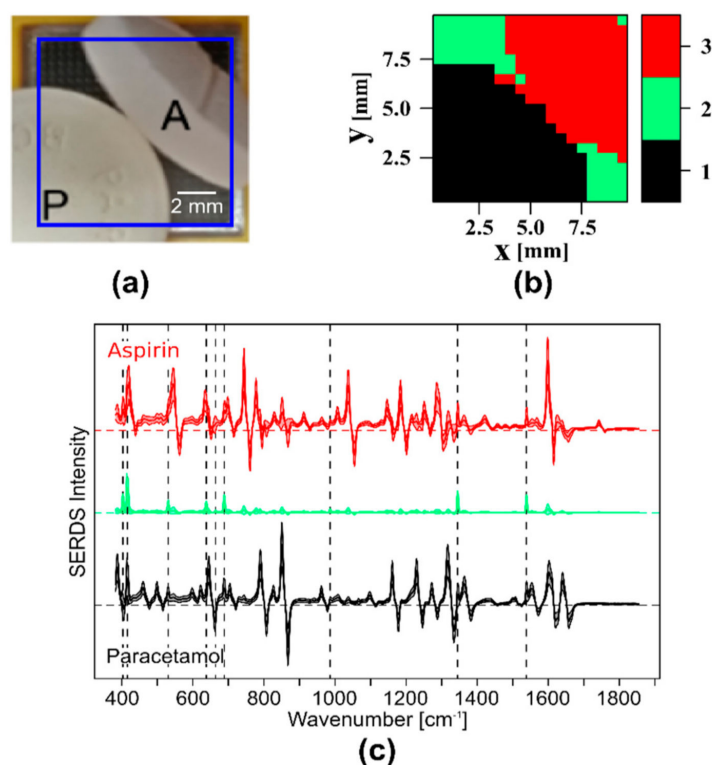 A
P
2 mm
(a)
7.5
5.0
2.5
y [mm]
2.5
5.0
7.5
x [mm]
3
2
1
(b)
Aspirin
Paracetamol
SERDS Intensity
400
600
800
1000
1200
1400
1600
1800
Wavenumber [cm⁻¹]
(c)